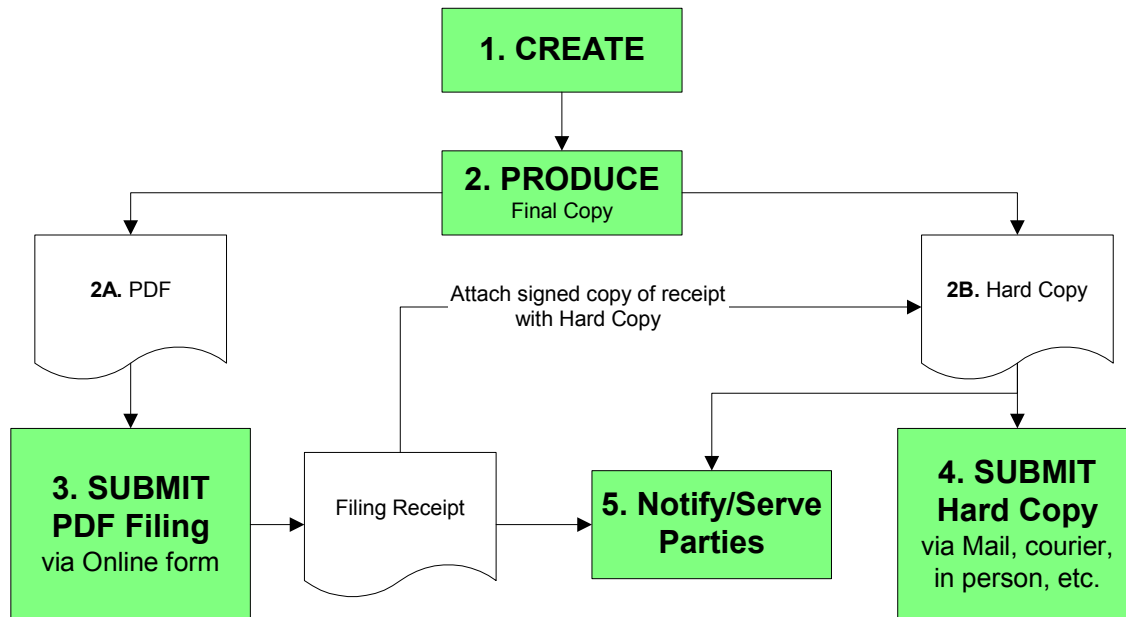 1. CREATE
2. PRODUCE
Final Copy
2A. PDF
Attach signed copy of receipt
with Hard Copy
2B. Hard Copy
3. SUBMIT
PDF Filing
via Online form
Filing Receipt
5. Notify/Serve
Parties
4. SUBMIT
Hard Copy
via Mail, courier,
in person, etc.